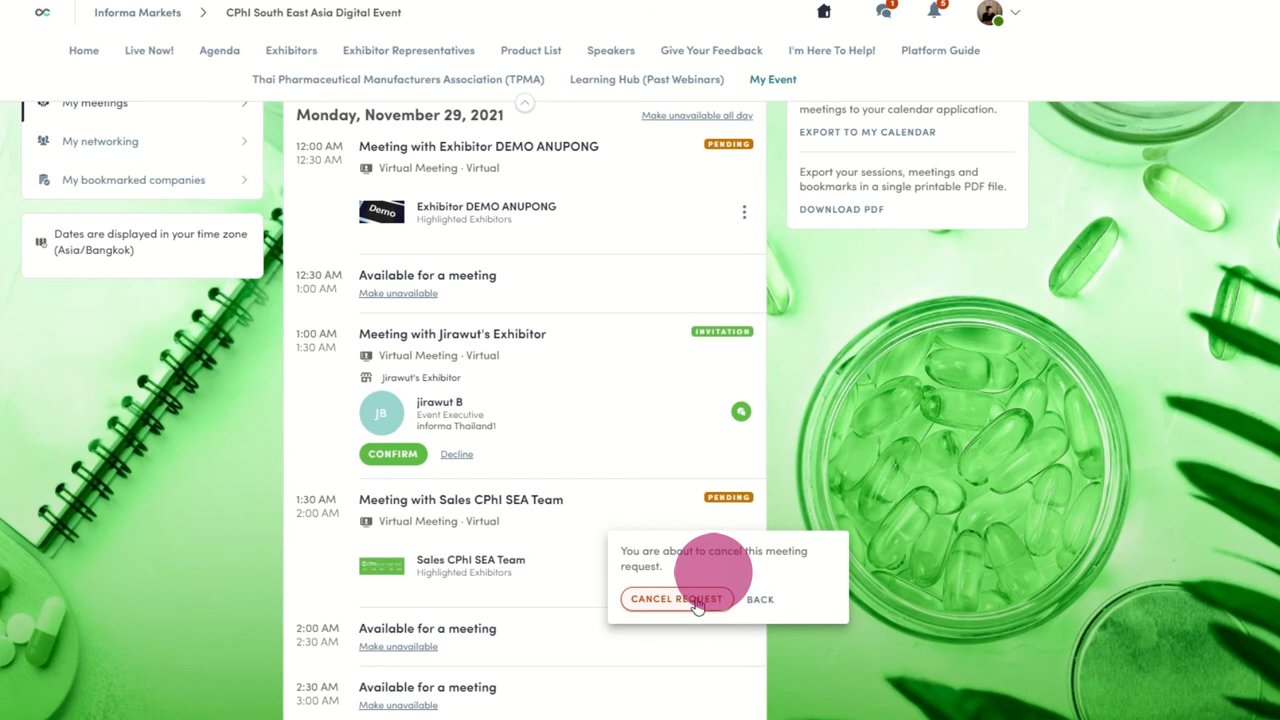 Informa Markets
CPhI South East Asia Digital Event
1
5
Home
Live Now!
Agenda
Exhibitors
Exhibitor Representatives
Product List
Speakers
Give Your Feedback
I'm Here To Help!
Platform Guide
Thai Pharmaceutical Manufacturers Association (TPMA)
Learning Hub (Past Webinars)
My Event
My meetings
My networking
My bookmarked companies
Dates are displayed in your time zone
(Asia/Bangkok)
Monday, November 29, 2021
Make unavailable all day
12:00 AM
12:30 AM
Meeting with Exhibitor DEMO ANUPONG
PENDING
Virtual Meeting · Virtual
Demo
Exhibitor DEMO ANUPONG
Highlighted Exhibitors
12:30 AM
1:00 AM
Available for a meeting
Make unavailable
1:00 AM
1:30 AM
Meeting with Jirawut's Exhibitor
INVITATION
Virtual Meeting · Virtual
Jirawut's Exhibitor
JB
jirawut B
Event Executive
informa Thailand1
CONFIRM
Decline
1:30 AM
2:00 AM
Meeting with Sales CPhI SEA Team
PENDING
Virtual Meeting · Virtual
Sales CPhI SEA Team
Highlighted Exhibitors
You are about to cancel this meeting
request.
CANCEL REQUEST
BACK
2:00 AM
2:30 AM
Available for a meeting
Make unavailable
2:30 AM
3:00 AM
Available for a meeting
Make unavailable
meetings to your calendar application.
EXPORT TO MY CALENDAR
Export your sessions, meetings and
bookmarks in a single printable PDF file.
DOWNLOAD PDF